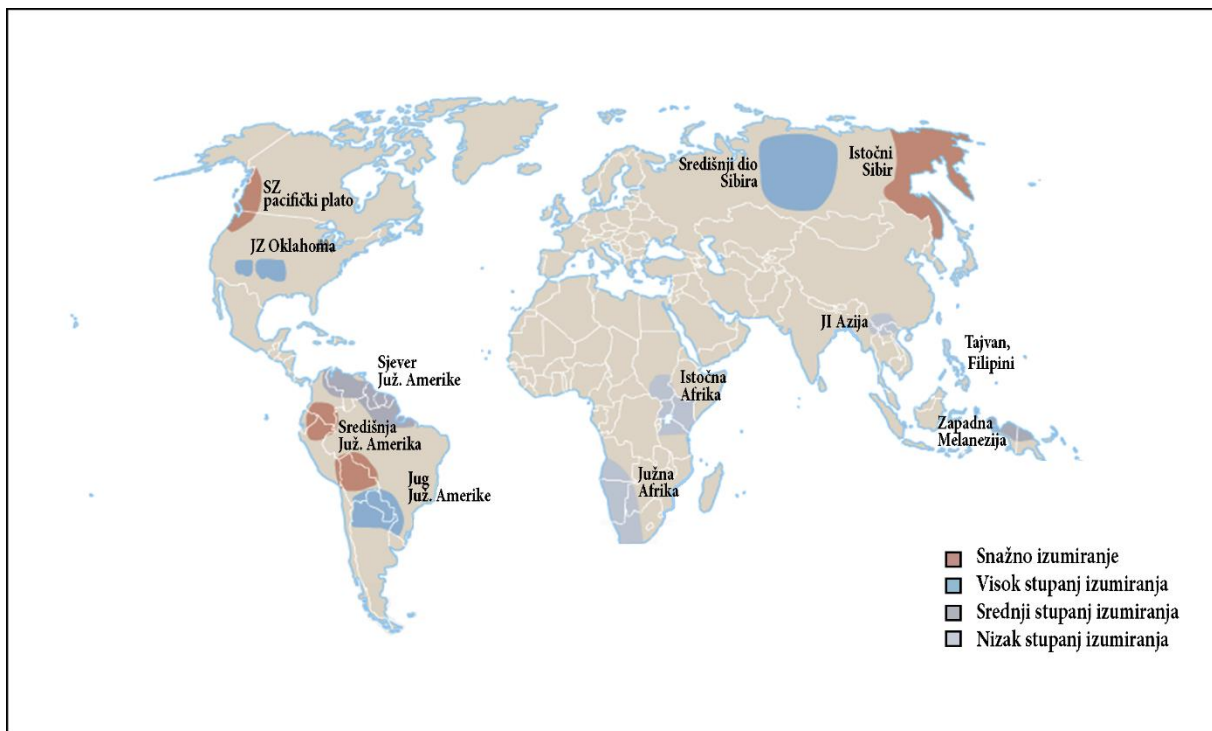 SZ
pacifički plato
JZ Oklahoma
Sjever
Juž. Amerike
Središnja
Juž. Amerika
Jug
Juž. Amerike
Središnji dio
Sibira
Istočni
Sibir
JI Azija
Tajvan,
Filipini
Istočna
Afrika
Zapadna
Melanezija
Južna
Afrika
Snažno izumiranje
Visok stupanj izumiranja
Srednji stupanj izumiranja
Nizak stupanj izumiranja